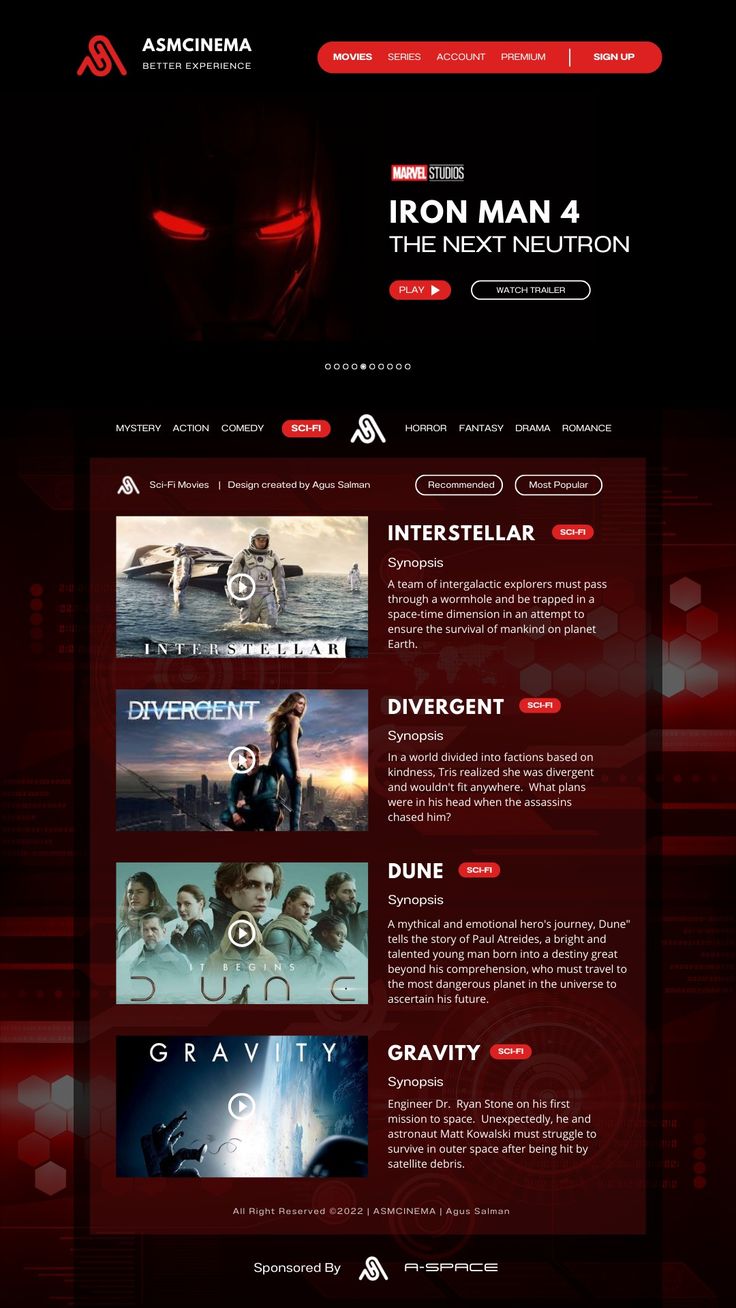 ASMCINEMA
BETTER EXPERIENCE
MOVIES SERIES ACCOUNT PREMIUM | SIGN UP
MARVEL STUDIOS
IRON MAN 4
THE NEXT NEUTRON
PLAY WATCH TRAILER
MYSTERY ACTION COMEDY SCI-FI HORROR FANTASY DRAMA ROMANCE
Sci-Fi Movies | Design created by Agus Salman Recommended Most Popular
INTERSTELLAR
INTERSTELLAR SCI-FI
Synopsis
A team of intergalactic explorers must pass
through a wormhole and be trapped in a
space-time dimension in an attempt to
ensure the survival of mankind on planet
Earth.
DIVERGENT
DIVERGENT SCI-FI
Synopsis
In a world divided into factions based on
kindness, Tris realized she was divergent
and wouldn't fit anywhere. What plans
were in his head when the assassins
chased him?
IT BEGINS
DUNE
DUNE SCI-FI
Synopsis
A mythical and emotional hero's journey, Dune"
tells the story of Paul Atreides, a bright and
talented young man born into a destiny great
beyond his comprehension, who must travel to
the most dangerous planet in the universe to
ascertain his future.
GRAVITY
GRAVITY SCI-FI
Synopsis
Engineer Dr. Ryan Stone on his first
mission to space. Unexpectedly, he and
astronaut Matt Kowalski must struggle to
survive in outer space after being hit by
satellite debris.
All Right Reserved ©2022 | ASMCINEMA | Agus Salman
Sponsored By A-SPACE